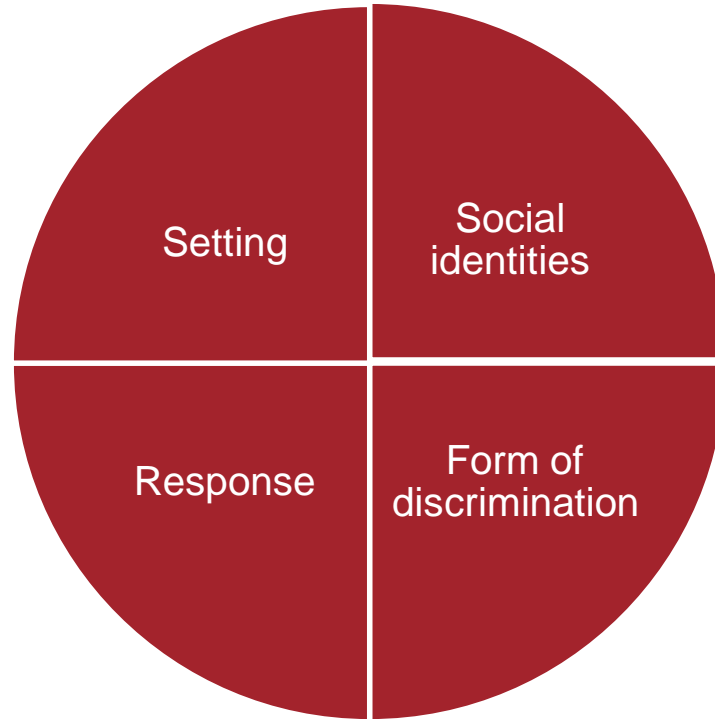 Setting
Social
identities
Response
Form of
discrimination